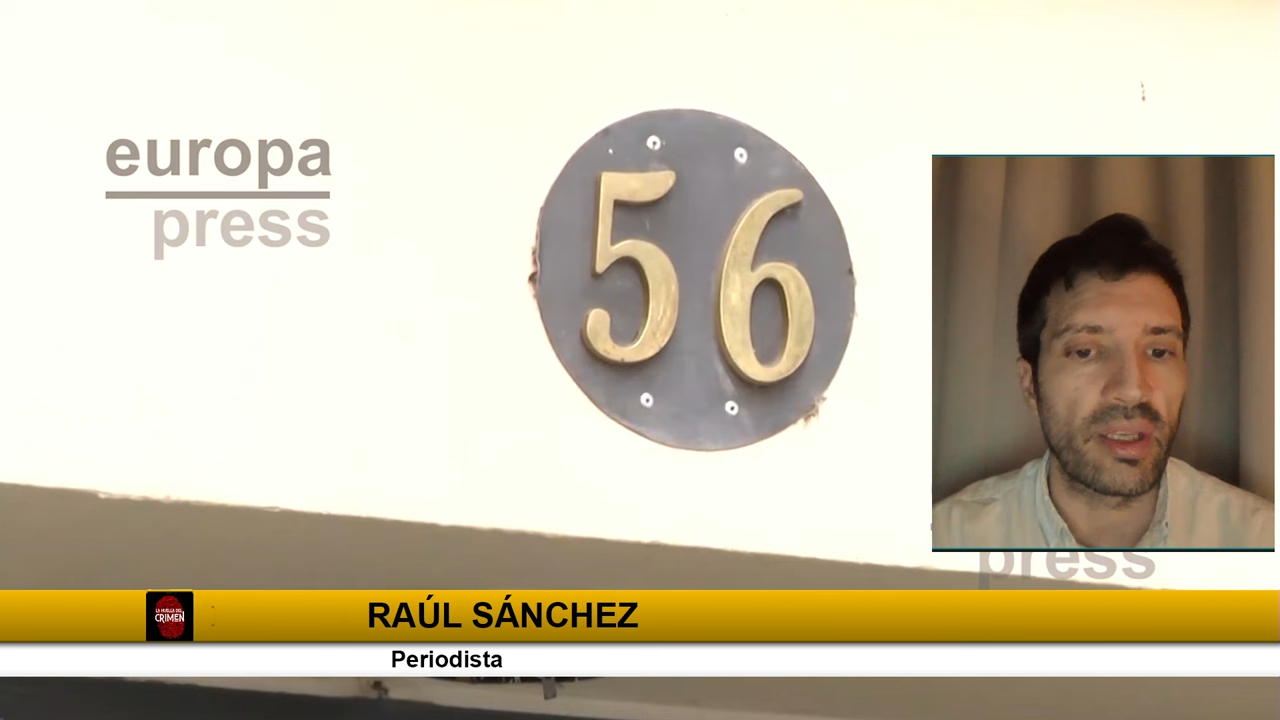 europa
press
56
press
LA HUELLA DEL
CRIMEN
RAÚL SÁNCHEZ
Periodista